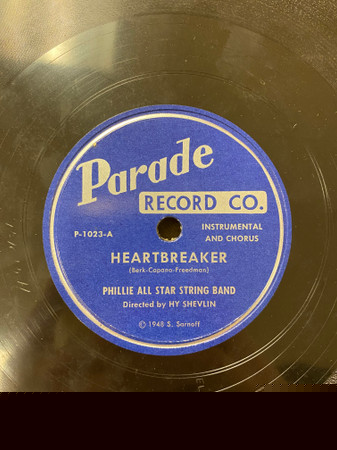 Parade
RECORD CO.
P-1023-A
INSTRUMENTAL
AND CHORUS
HEARTBREAKER
(Berk-Capano-Freedman)
PHILLIE ALL STAR STRING BAND
Directed by HY SHEVLIN
© 1948 S. Sarnoff